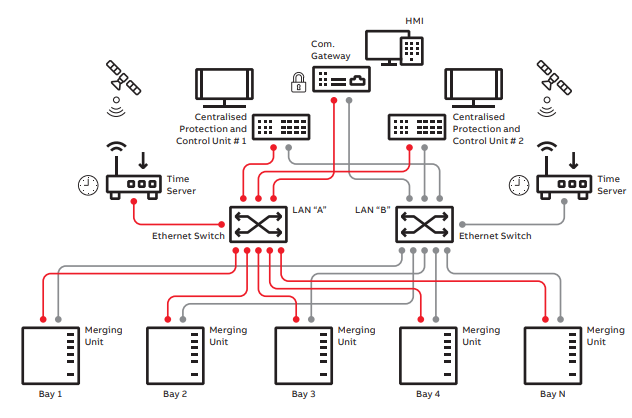 HMI
Com.
Gateway
Centralised
Protection and
Control Unit # 1
Centralised
Protection and
Control Unit # 2
Time
Server
Time
Server
LAN "A"
LAN "B"
Ethernet Switch
Ethernet Switch
Merging
Unit
Merging
Unit
Merging
Unit
Merging
Unit
Merging
Unit
Bay 1
Bay 2
Bay 3
Bay 4
Bay N